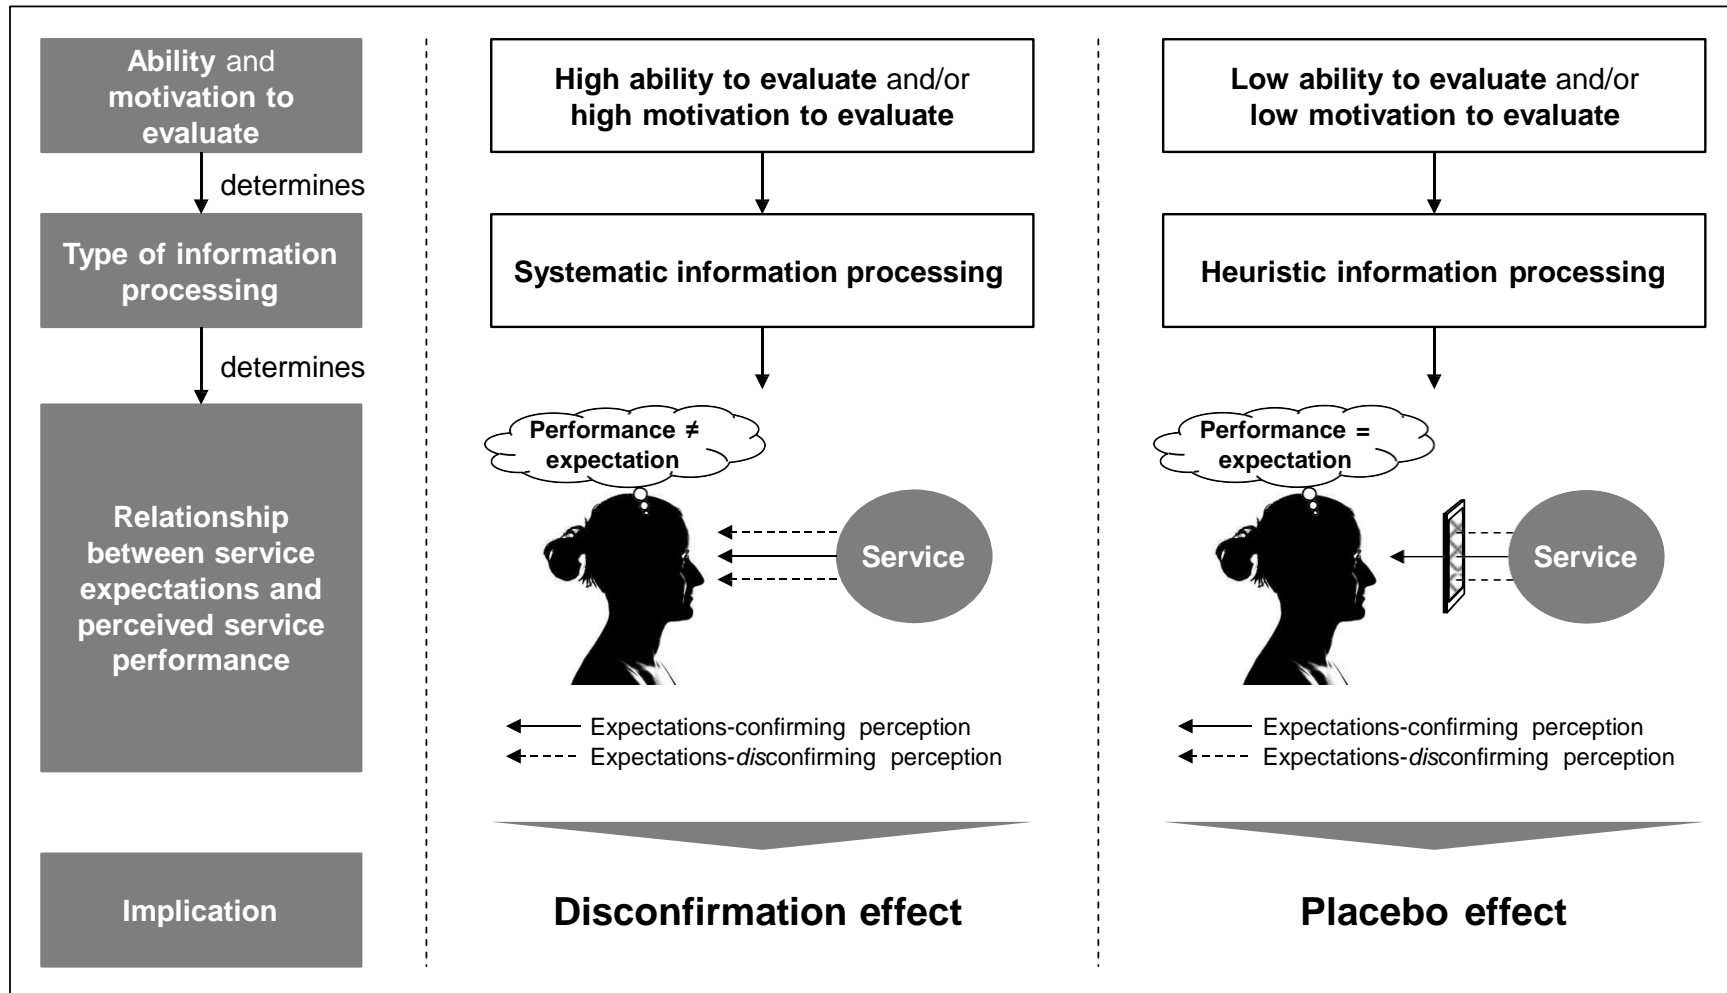 Ability and
motivation to
evaluate
determines
Type of information
processing
determines
Relationship
between service
expectations and
perceived service
performance
Implication
High ability to evaluate and/or
high motivation to evaluate
Systematic information processing
Performance ≠
expectation
Service
Expectations-confirming perception
Expectations-disconfirming perception
Disconfirmation effect
Low ability to evaluate and/or
low motivation to evaluate
Heuristic information processing
Performance =
expectation
Service
Expectations-confirming perception
Expectations-disconfirming perception
Placebo effect